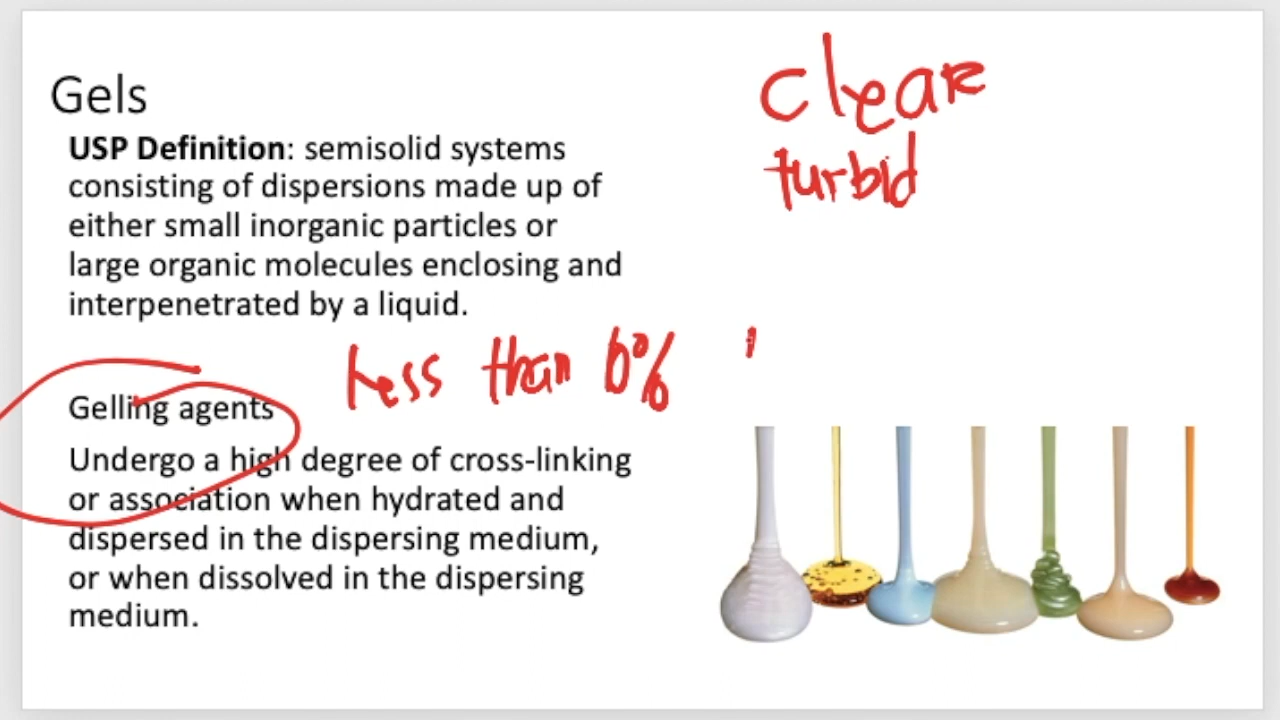 Gels
clear
turbid
USP Definition: semisolid systems
consisting of dispersions made up of
either small inorganic particles or
large organic molecules enclosing and
interpenetrated by a liquid.
Less than
Gelling agents
Undergo a high degree of cross-linking
or association when hydrated and
dispersed in the dispersing medium,
or when dissolved in the dispersing
medium.